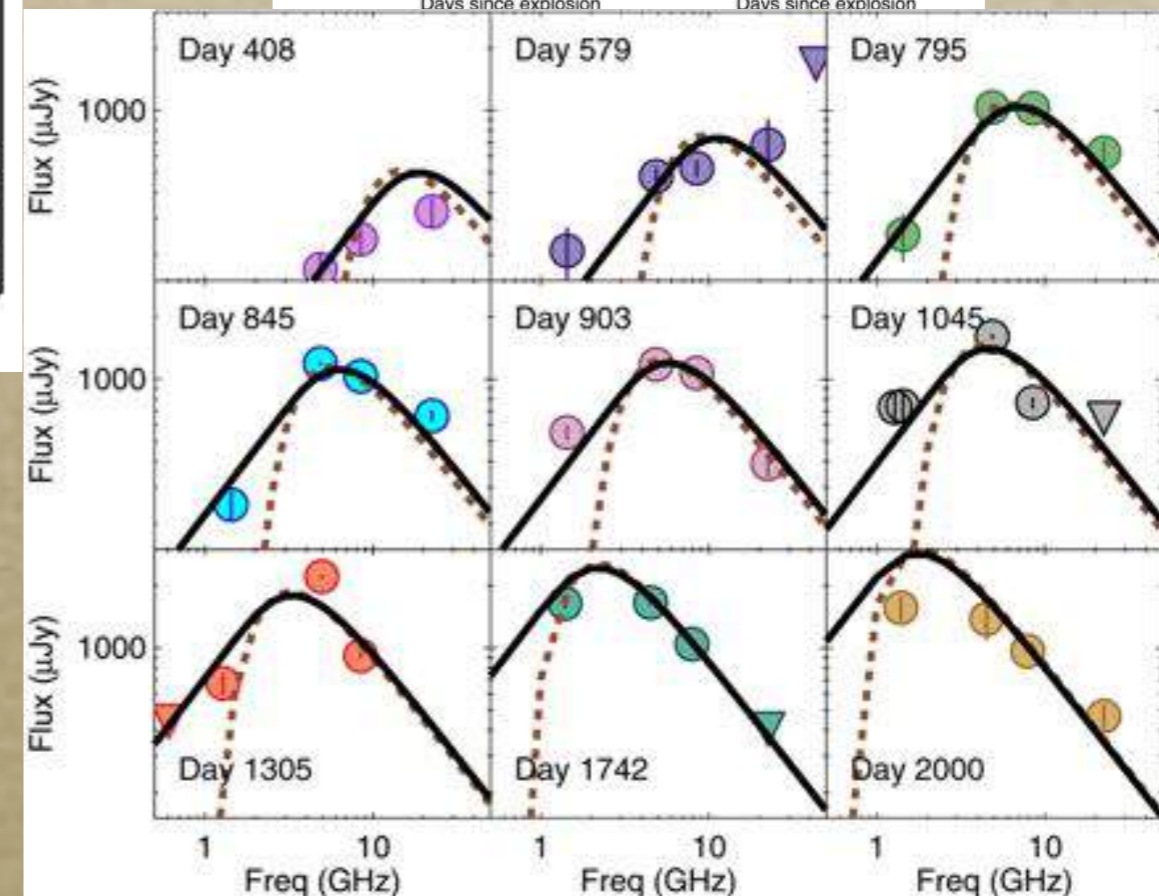 Days since explosion Days since explosion
Day 408 Day 579 Day 795
Flux (μJy) 1000
Day 845 Day 903 Day 1045
Flux (μJy) 1000
Day 1305 Day 1742 Day 2000
Flux (μJy) 1000
1 10 1 10 1 10
Freq (GHz) Freq (GHz) Freq (GHz)